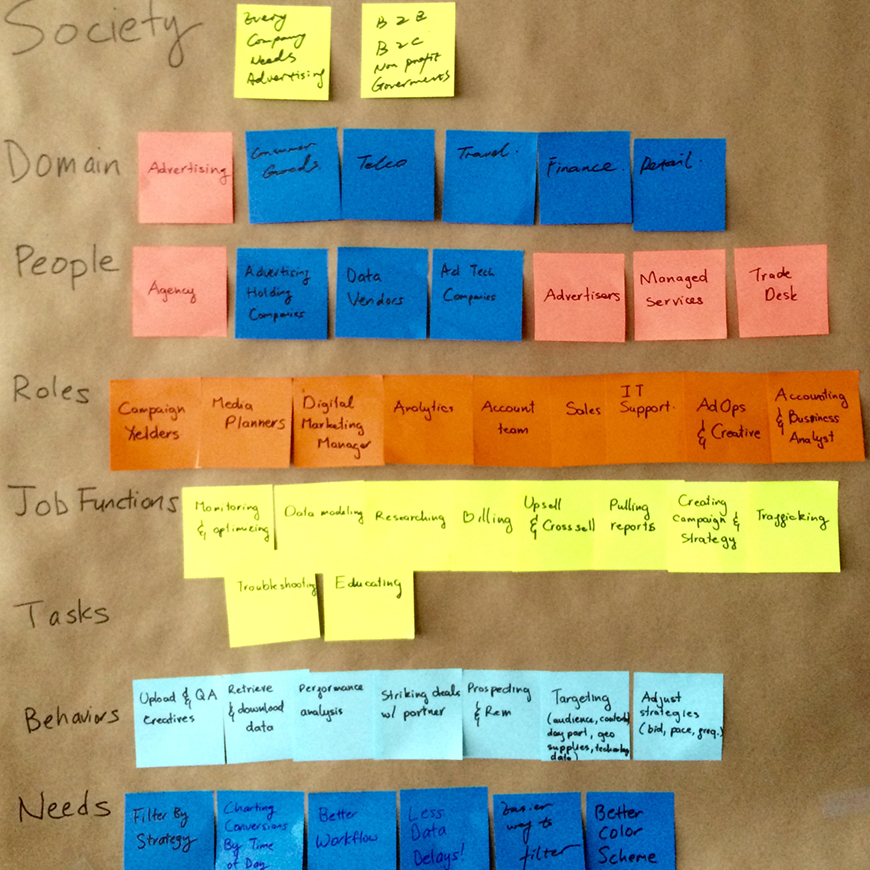 Society
Every
Company
Needs
Advertising
B2B
B2C
Non profit
Goverments
Domain
Advertising
Consumer
Goods.
Telco
Travel.
Finance.
Retail.
People
Agency
Advertising
Holding
Companies
Data
Vendors
Ad Tech
Companies
Advertisers
Managed
Services
Trade
Desk
Roles
Campaign
Yelders
Media
Planners
Digital
Marketing
Manager
Analytics
Account
team
Sales
IT
Support.
AdOps
& Creative
Accounting
& Business
Analyst
Job Functions
Monitoring
& optimizing
Data modeling
Researching
Billing
Upsell
& Cross sell
Pulling
reports
Creating
campaign &
strategy
Trafficking
Troubleshooting
Educating
Tasks
Behaviors
Upload & QA
creatives
Retrieve
& download
data
Performance
analysis
Striking deals
w/ partner
Prospecting
& Rem
Targeting
(audience, context,
day part, geo
supplies, technology
data)
Adjust
strategies
(bid, pace, freq.)
Needs
Filter By
Strategy
Charting
Conversions
By Time
of Day
Better
Workflow
Less
Data
Delays!
Easier
way to
filter
Better
Color
Scheme